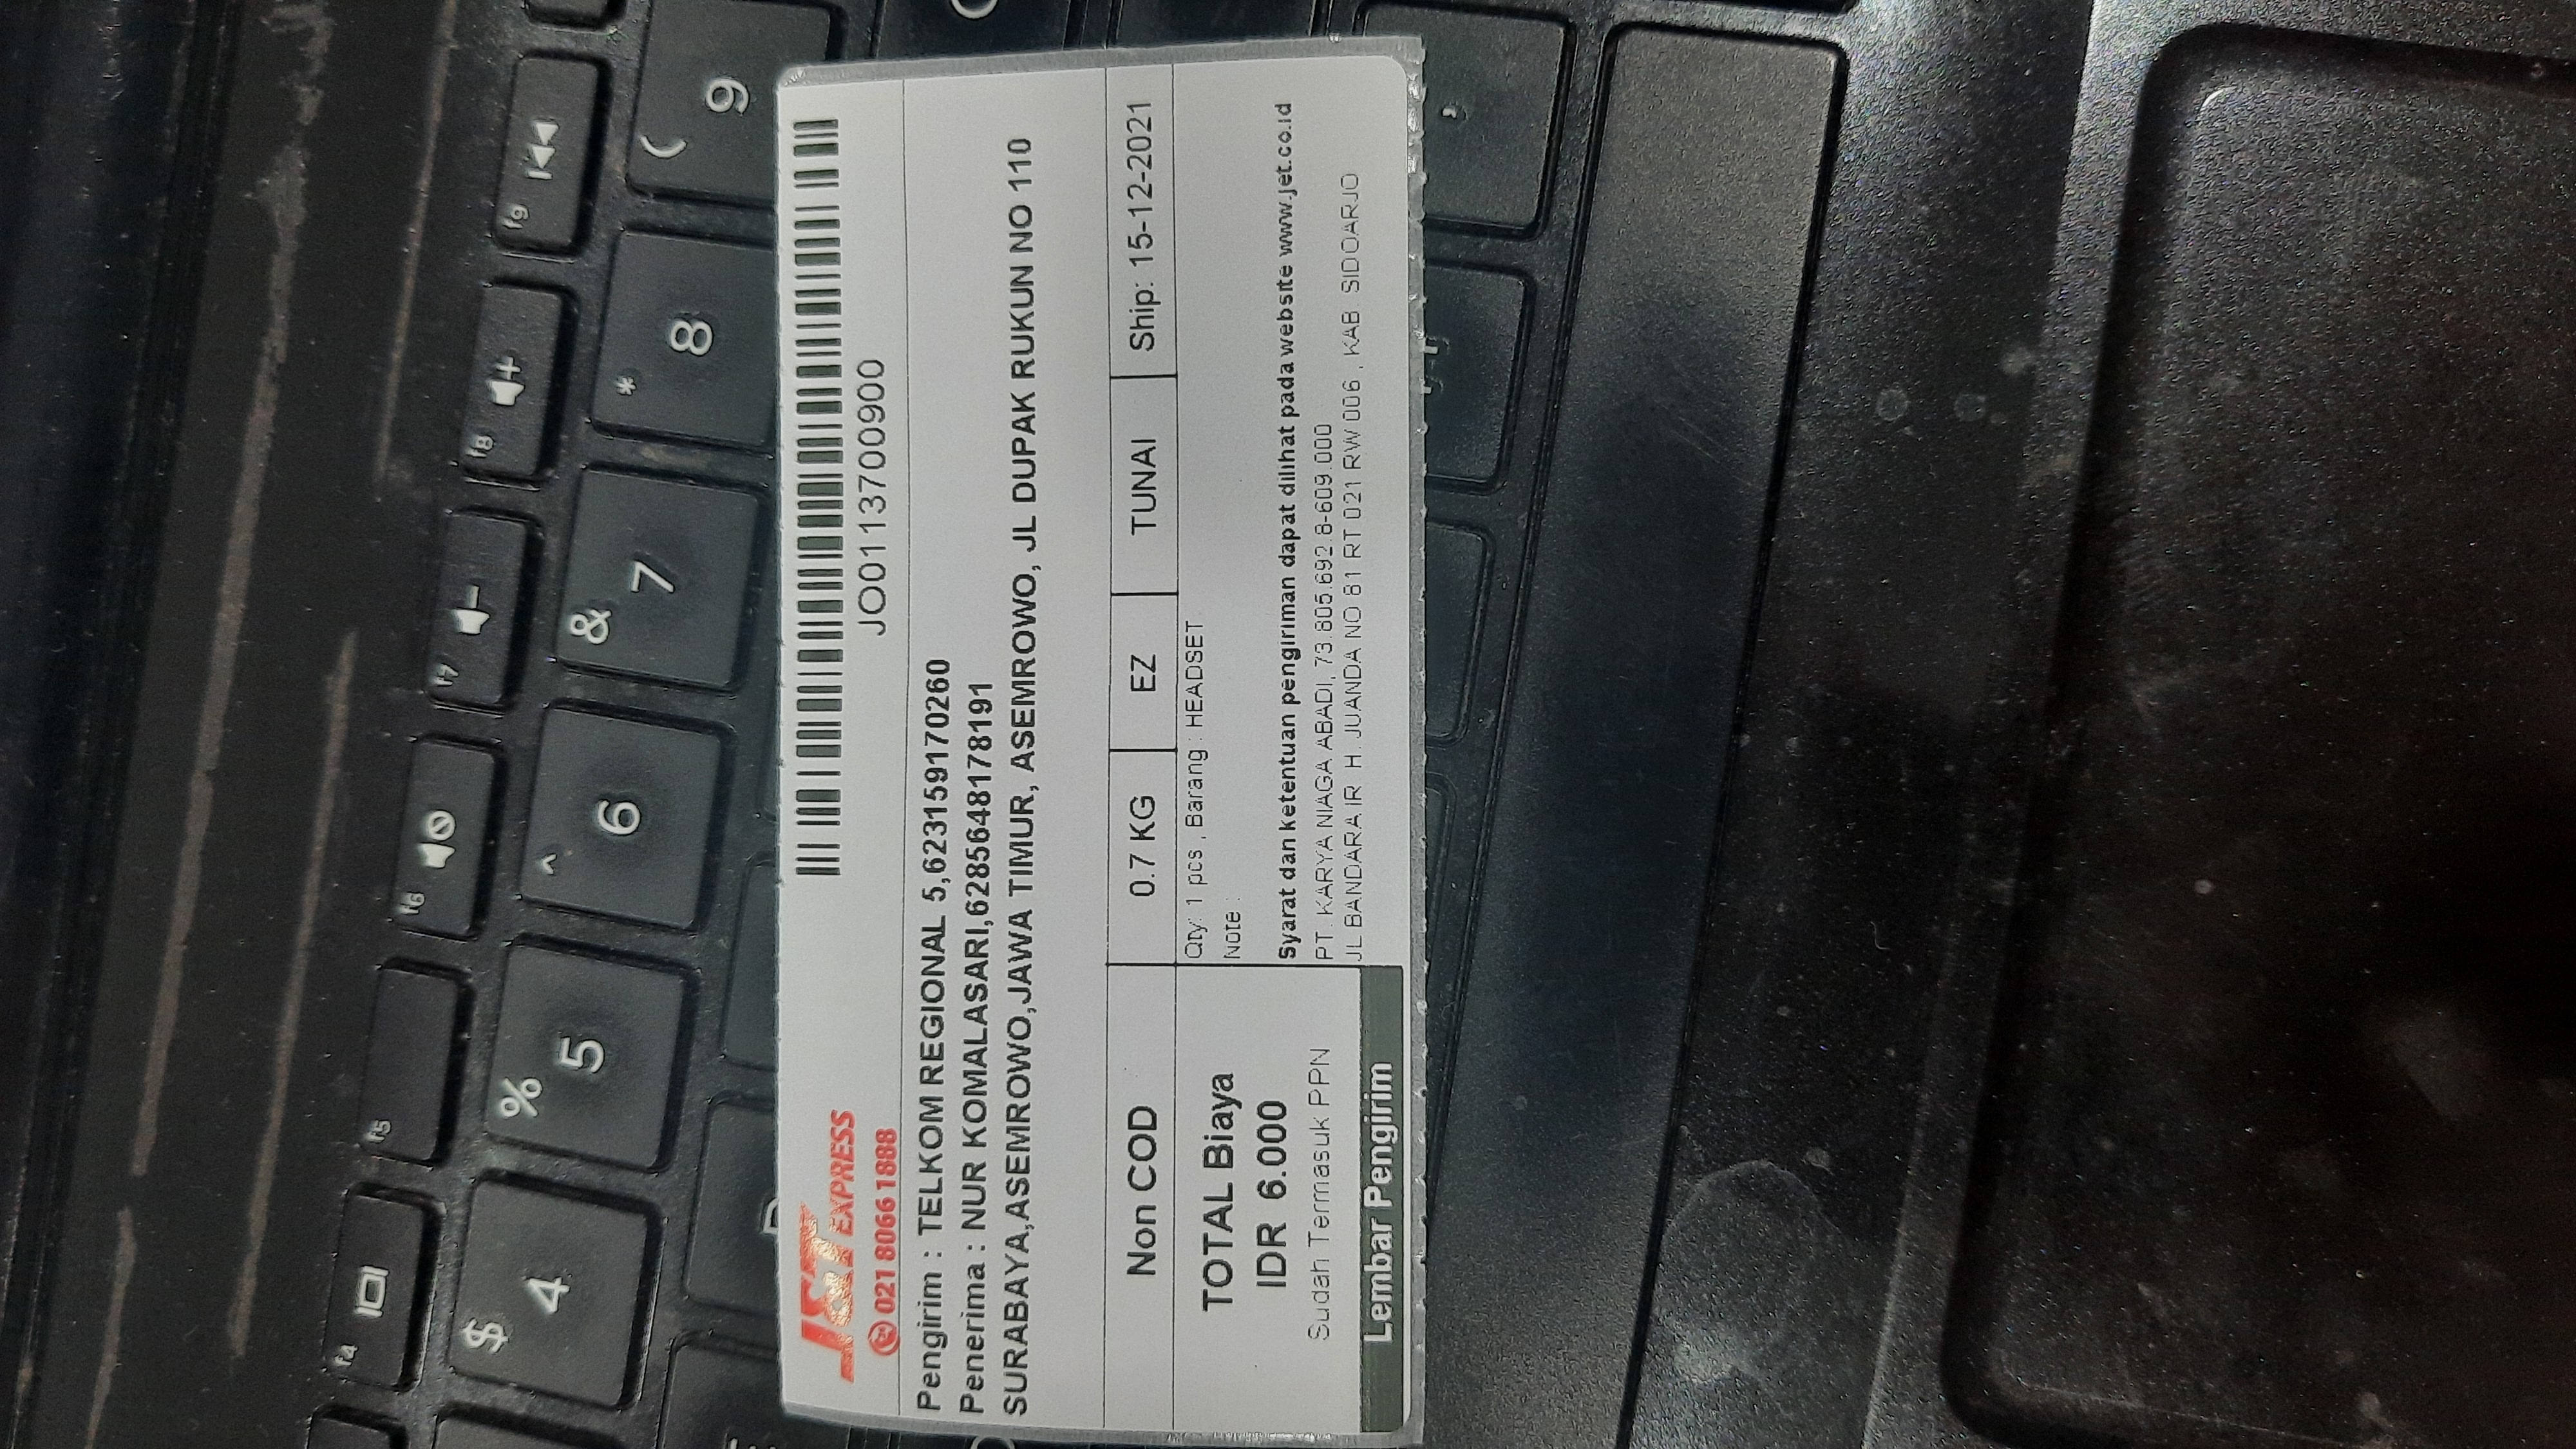 f4
f5
f6
f7
f8
f9
$
4
%
5
^
6
&
7
*
8
(
9
J&T EXPRESS
021 8066 1888
JO0113700900
Pengirim : TELKOM REGIONAL 5,623159170260
Penerima : NUR KOMALASARI,6285648178191
SURABAYA,ASEMROWO,JAWA TIMUR, ASEMROWO, JL DUPAK RUKUN NO 110
Non COD
0.7 KG
EZ
TUNAI
Ship: 15-12-2021
TOTAL Biaya
IDR 6.000
Sudah Termasuk PPN
Lembar Pengirim
Qty: 1 pcs , Barang : HEADSET
Note :
Syarat dan ketentuan pengiriman dapat dilihat pada website www.jet.co.id
PT. KARYA NIAGA ABADI, 73.805.692.8-609.000
JL BANDARA IR. H. JUANDA NO 81 RT 021 RW 006 , KAB. SIDOARJO